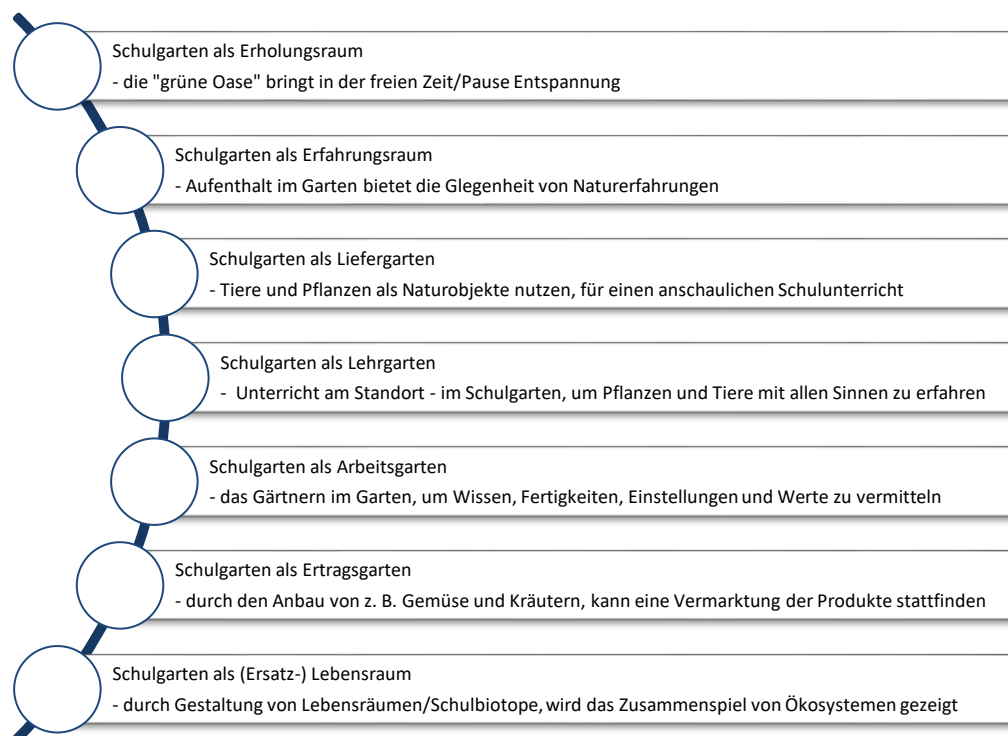 Schulgarten als Erholungsraum
- die "grüne Oase" bringt in der freien Zeit/Pause Entspannung
Schulgarten als Erfahrungsraum
- Aufenthalt im Garten bietet die Glegenheit von Naturerfahrungen
Schulgarten als Liefergarten
- Tiere und Pflanzen als Naturobjekte nutzen, für einen anschaulichen Schulunterricht
Schulgarten als Lehrgarten
- Unterricht am Standort - im Schulgarten, um Pflanzen und Tiere mit allen Sinnen zu erfahren
Schulgarten als Arbeitsgarten
- das Gärtnern im Garten, um Wissen, Fertigkeiten, Einstellungen und Werte zu vermitteln
Schulgarten als Ertragsgarten
- durch den Anbau von z. B. Gemüse und Kräutern, kann eine Vermarktung der Produkte stattfinden
Schulgarten als (Ersatz-) Lebensraum
- durch Gestaltung von Lebensräumen/Schulbiotope, wird das Zusammenspiel von Ökosystemen gezeigt